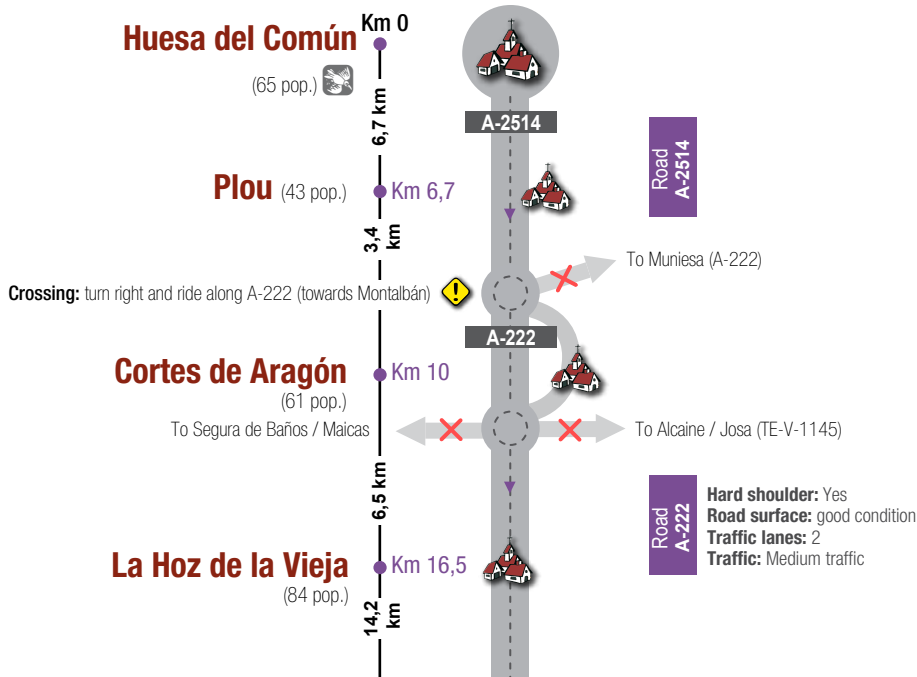 Km 0
Huesa del Común
(65 pop.)
6,7 km
A-2514
Road
A-2514
Plou (43 pop.)
Km 6,7
3,4
km
To Muniesa (A-222)
Crossing: turn right and ride along A-222 (towards Montalbán)
!
A-222
Cortes de Aragón
Km 10
(61 pop.)
To Segura de Baños / Maicas
To Alcaine / Josa (TE-V-1145)
6,5 km
Road
A-222
Hard shoulder: Yes
Road surface: good condition
Traffic lanes: 2
Traffic: Medium traffic
La Hoz de la Vieja
Km 16,5
(84 pop.)
14,2
km